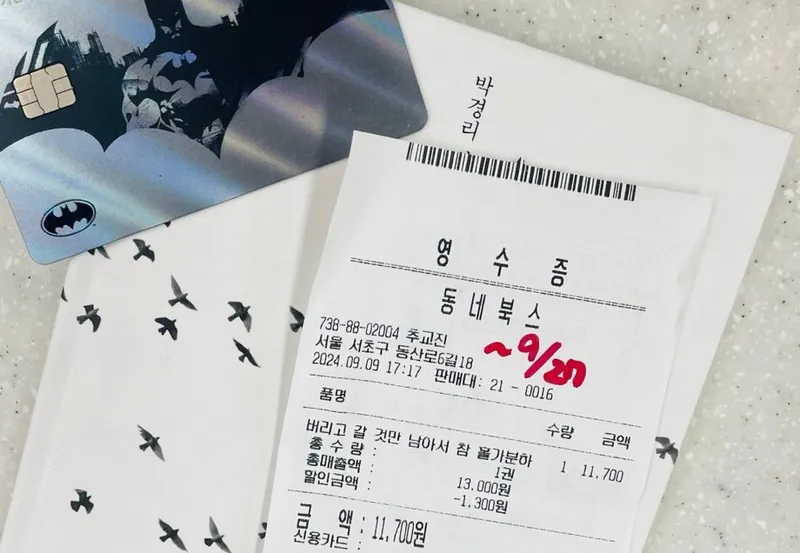 박경리
영 수 증
동네북스
738-88-02004 추교진
서울 서초구 동산로6길18
~9/27
2024.09.09 17:17 판매대: 21 - 0016
품명 수량 금액
버리고 갈 것만 남아서 참 홀가분하 1 11,700
총 수 량 : 1권
총매출액 : 13.000원
할인금액 : -1,300원
금 액 : 11,700원
신용카드 :